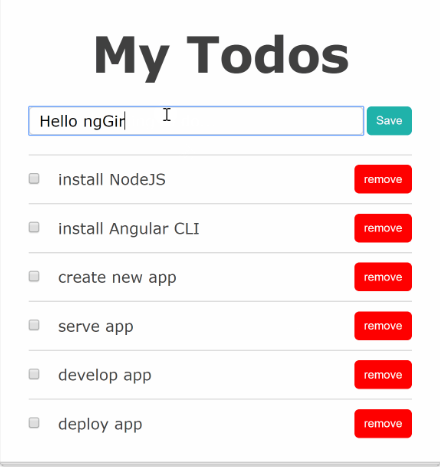 My Todos
Hello ngGir
Save
install NodeJS
remove
install Angular CLI
remove
create new app
remove
serve app
remove
develop app
remove
deploy app
remove